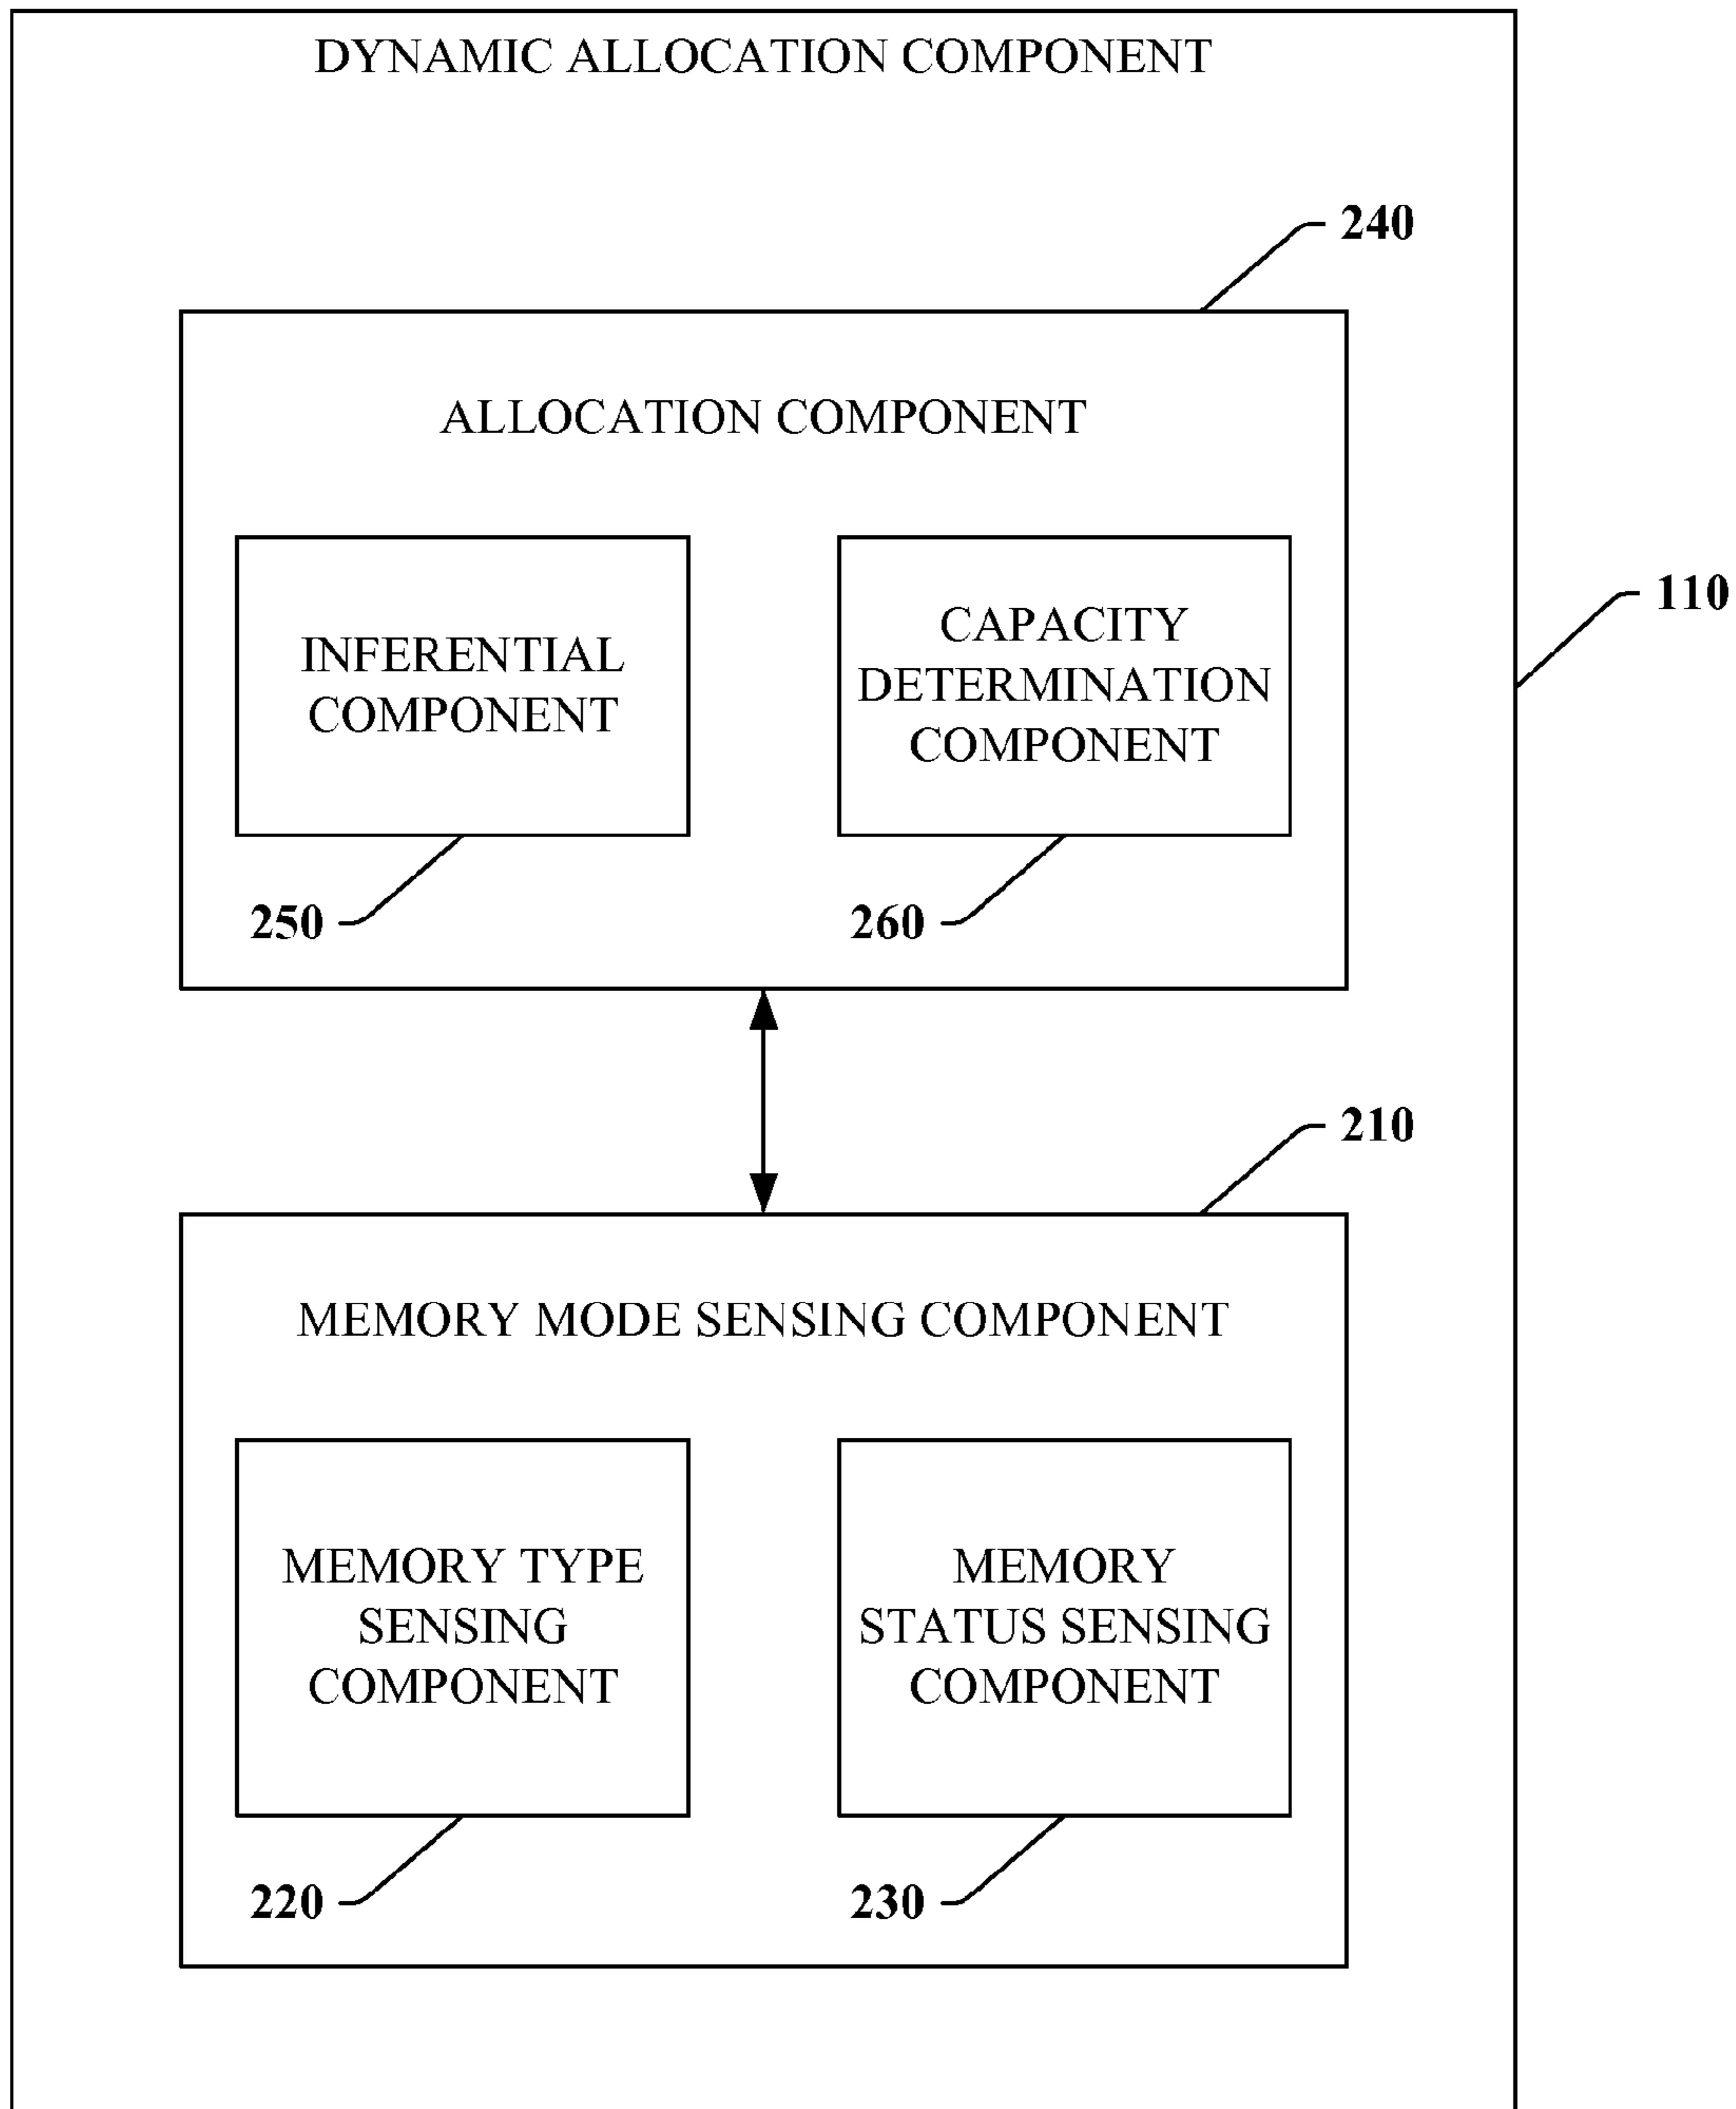 DYNAMIC ALLOCATION COMPONENT
240
ALLOCATION COMPONENT
110
INFERENTIAL
COMPONENT
CAPACITY
DETERMINATION
COMPONENT
250
260
210
MEMORY MODE SENSING COMPONENT
MEMORY TYPE
SENSING
COMPONENT
MEMORY
STATUS SENSING
COMPONENT
220
230